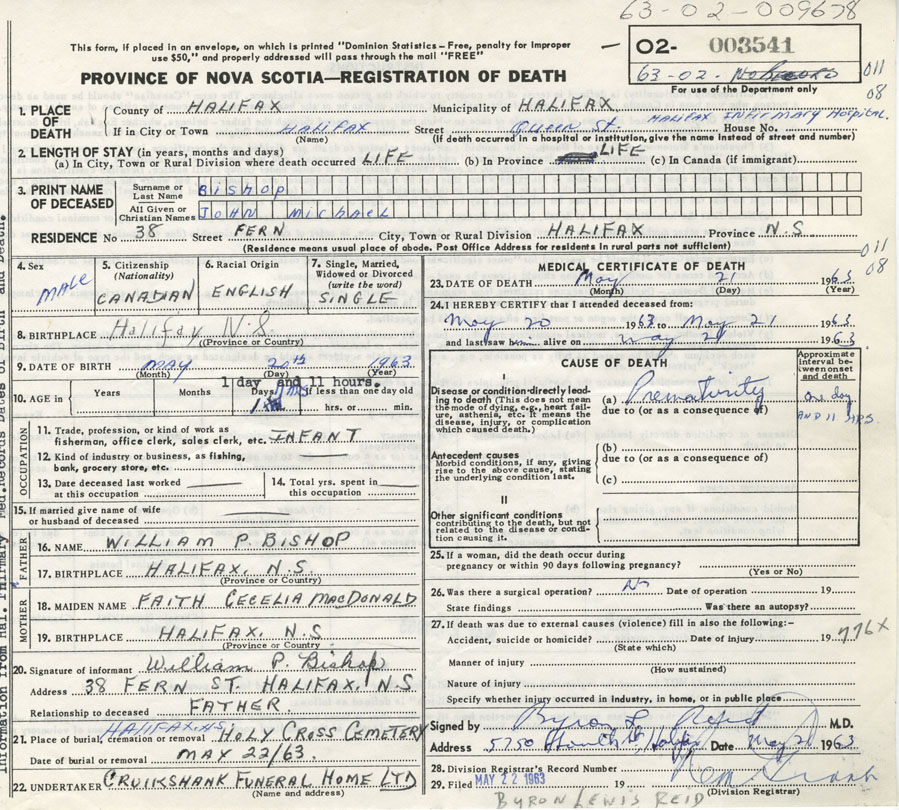 63-02-009678
This form, if placed in an envelope, on which is printed "Dominion Statistics—Free, penalty for improper
use $50," and properly addressed will pass through the mail "FREE"
02- 003541
63-02-
For use of the Department only
011
08
PROVINCE OF NOVA SCOTIA—REGISTRATION OF DEATH
1. PLACE OF DEATH County of HALIFAX Municipality of HALIFAX
If in City or Town HALIFAX (Name) Street Queen St. House No. HALIFAX INFIRMARY Hospital
(If death occurred in a hospital or institution, give the name instead of street and number)
2. LENGTH OF STAY (in years, months and days)
(a) In City, Town or Rural Division where death occurred LIFE (b) In Province LIFE (c) In Canada (if immigrant)
3. PRINT NAME OF DECEASED Surname or Last Name BISHOP
All Given or Christian Names JOHN MICHAEL
RESIDENCE No 38 Street FERN City, Town or Rural Division HALIFAX Province N.S.
(Residence means usual place of abode. Post Office Address for residents in rural parts not sufficient)
4. Sex MALE
5. Citizenship (Nationality) CANADIAN
6. Racial Origin ENGLISH
7. Single, Married, Widowed or Divorced (write the word) SINGLE
8. BIRTHPLACE Halifax N.S.
(Province or Country)
9. DATE OF BIRTH MAY 20th 1963
(Month) (Day) (Year)
1 day and 11 hours.
10. AGE in Years Months Days If less than one day old
hrs. or min.
OCCUPATION
11. Trade, profession, or kind of work as
fisherman, office clerk, sales clerk, etc. INFANT
12. Kind of industry or business, as fishing,
bank, grocery store, etc.
13. Date deceased last worked
at this occupation
14. Total yrs. spent in
this occupation
15. If married give name of wife
or husband of deceased
FATHER
16. NAME WILLIAM P. BISHOP
17. BIRTHPLACE HALIFAX, N.S.
(Province or Country)
MOTHER
18. MAIDEN NAME FAITH CECELIA MACDONALD
19. BIRTHPLACE HALIFAX, N.S
(Province or Country
20. Signature of informant William P. Bishop
Address 38 FERN ST. HALIFAX, N.S
Relationship to deceased FATHER
21. Place of burial, cremation or removal HALIFAX, N.S. HOLY CROSS CEMETERY
Date of burial or removal MAY 22/63
22. UNDERTAKER CRUIKSHANK FUNERAL HOME LTD
(Name and address)
MEDICAL CERTIFICATE OF DEATH
011
08
23. DATE OF DEATH May 21 1963
(Month) (Day) (Year)
24. I HEREBY CERTIFY that I attended deceased from:
May 20 1963 to May 21 1963
and last saw him alive on May 21 1963
CAUSE OF DEATH
Approximate interval between onset and death
I
Disease or condition directly leading to death (This does not mean the mode of dying, e.g., heart failure, asthenia, etc. It means the disease, injury, or complication which caused death.)
(a) Prematurity One day AND 11 HRS.
due to (or as a consequence of)
Antecedent causes
Morbid conditions, if any, giving rise to the above cause, stating the underlying condition last.
(b)
due to (or as a consequence of)
(c)
II
Other significant conditions
contributing to the death, but not related to the disease or condition causing it.
25. If a woman, did the death occur during
pregnancy or within 90 days following pregnancy?
(Yes or No)
26. Was there a surgical operation? No Date of operation 19
State findings Was there an autopsy?
27. If death was due to external causes (violence) fill in also the following:—
Accident, suicide or homicide? Date of injury 19 776X
(State which)
Manner of injury
(How sustained)
Nature of injury
Specify whether injury occurred in Industry, in home, or in public place
Signed by Byron L. Reid M.D.
Address 5750 Halifax Date May 21 1963
28. Division Registrar's Record Number
29. Filed MAY 22 1963 19
(Division Registrar)
BYRON LEWIS REID
Information from Hal. Infirmary Med. Records Dates of Birth and Death.